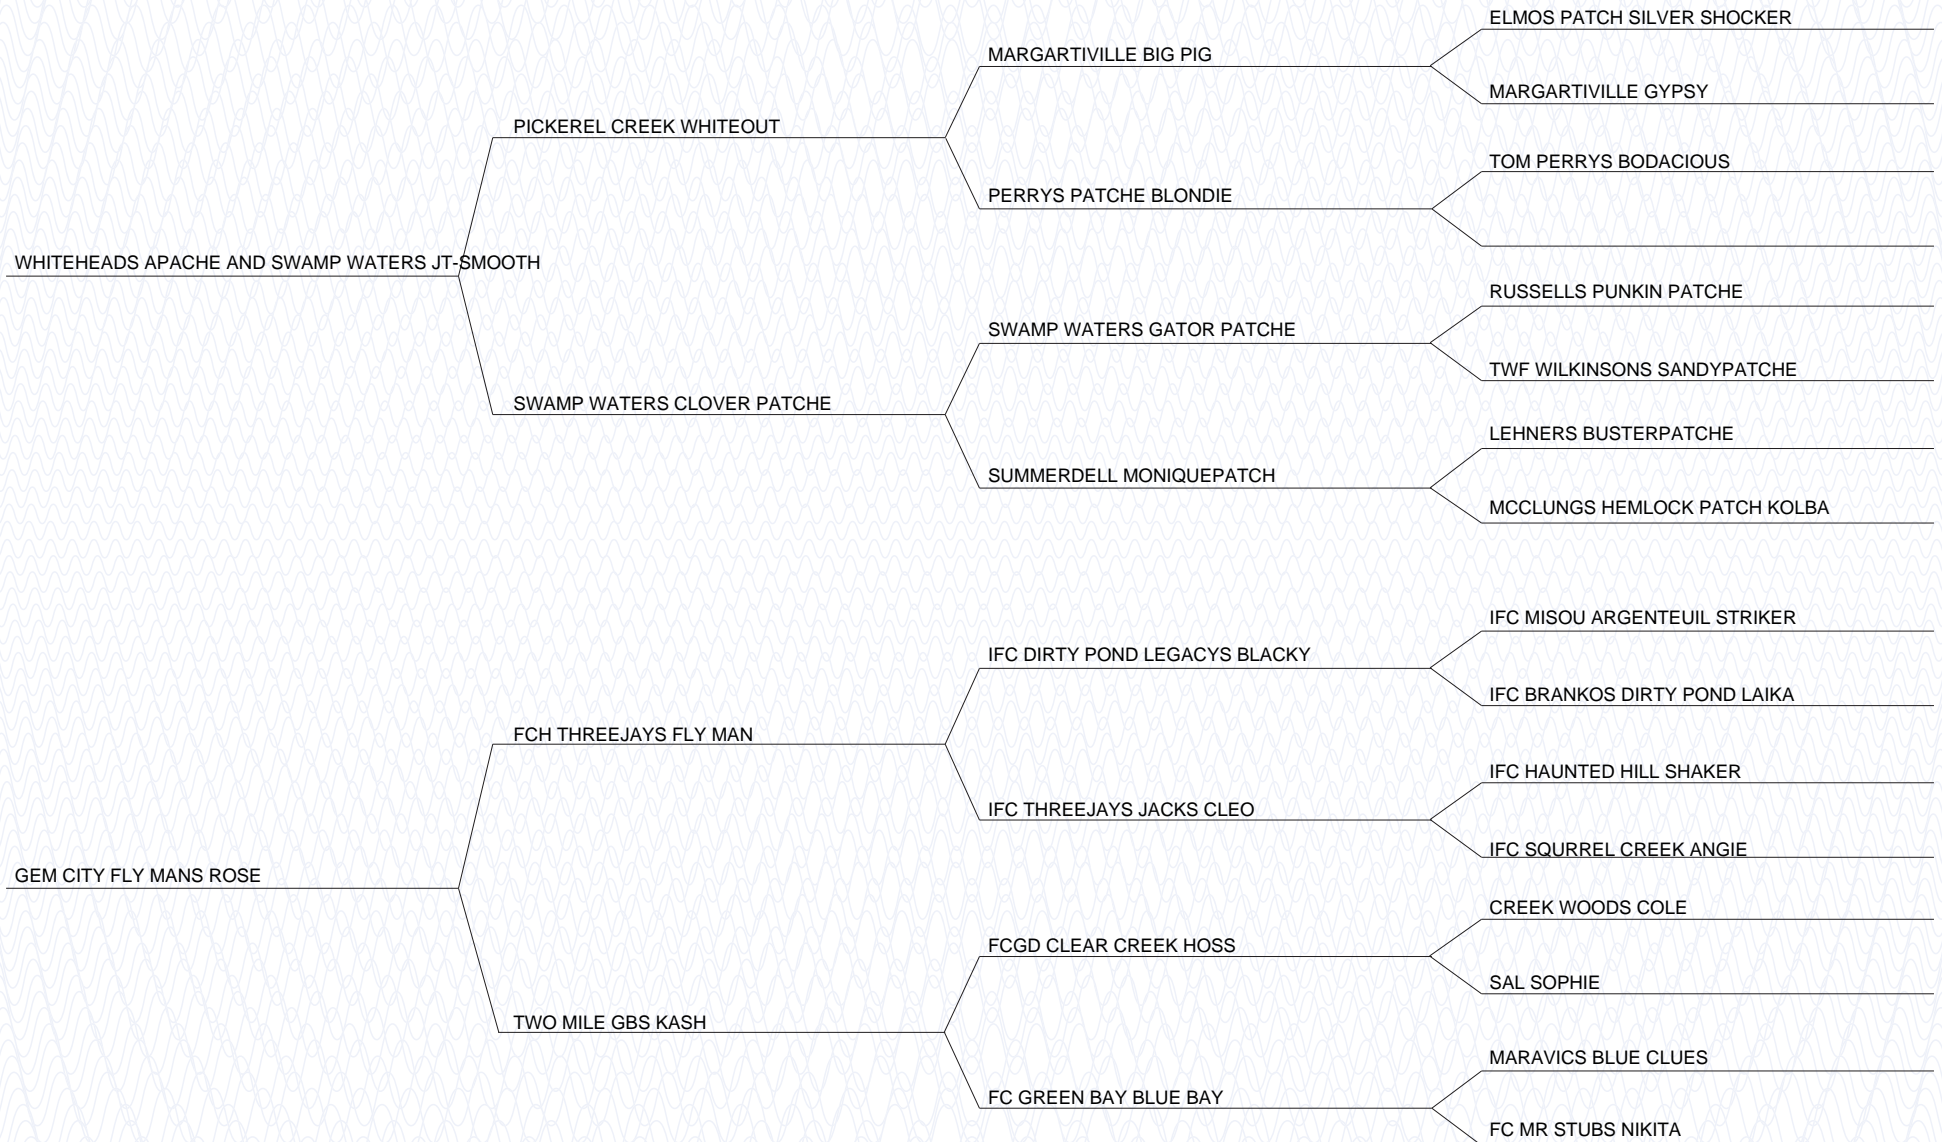 ELMOS PATCH SILVER SHOCKER
MARGARTIVILLE BIG PIG
MARGARTIVILLE GYPSY
PICKEREL CREEK WHITEOUT
TOM PERRYS BODACIOUS
PERRYS PATCHE BLONDIE
WHITEHEADS APACHE AND SWAMP WATERS JT-SMOOTH
RUSSELLS PUNKIN PATCHE
SWAMP WATERS GATOR PATCHE
TWF WILKINSONS SANDYPATCHE
SWAMP WATERS CLOVER PATCHE
LEHNERS BUSTERPATCHE
SUMMERDELL MONIQUEPATCH
MCCLUNGS HEMLOCK PATCH KOLBA
IFC MISOU ARGENTEUIL STRIKER
IFC DIRTY POND LEGACYS BLACKY
IFC BRANKOS DIRTY POND LAIKA
FCH THREEJAYS FLY MAN
IFC HAUNTED HILL SHAKER
IFC THREEJAYS JACKS CLEO
IFC SQURREL CREEK ANGIE
GEM CITY FLY MANS ROSE
CREEK WOODS COLE
FCGD CLEAR CREEK HOSS
SAL SOPHIE
TWO MILE GBS KASH
MARAVICS BLUE CLUES
FC GREEN BAY BLUE BAY
FC MR STUBS NIKITA